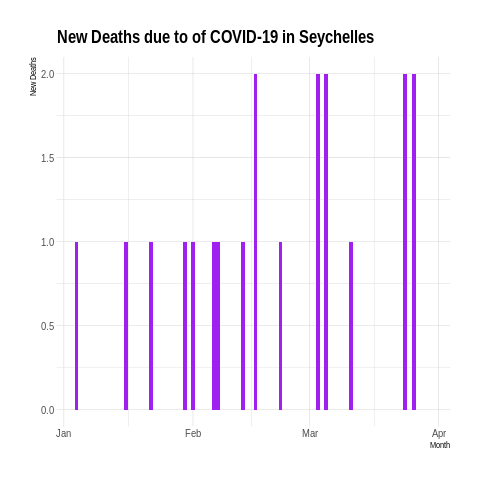 New Deaths due to of COVID-19 in Seychelles
New Deaths
2.0
1.5
1.0
0.5
0.0
Jan Feb Mar Apr
Month